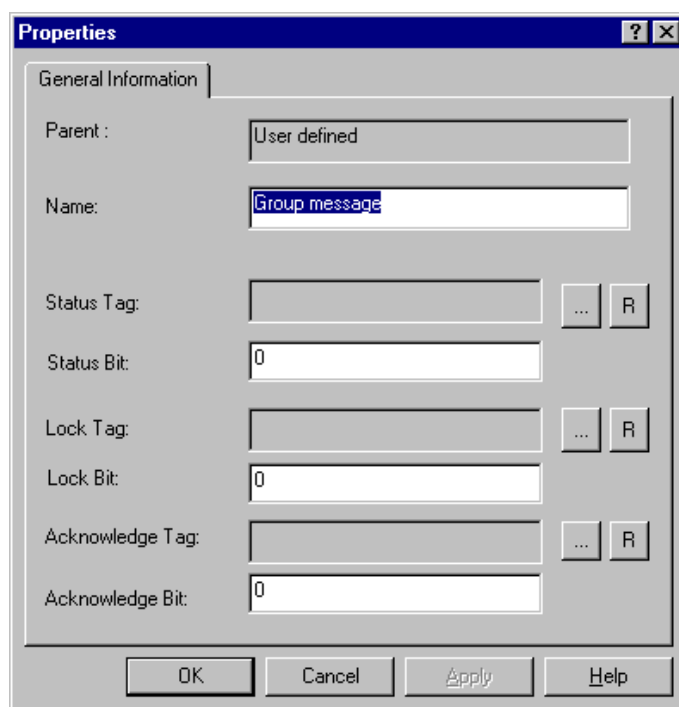 Properties
General Information
Parent : User defined
Name: Group message
Status Tag: ... R
Status Bit: 0
Lock Tag: ... R
Lock Bit: 0
Acknowledge Tag: ... R
Acknowledge Bit: 0
OK Cancel Apply Help